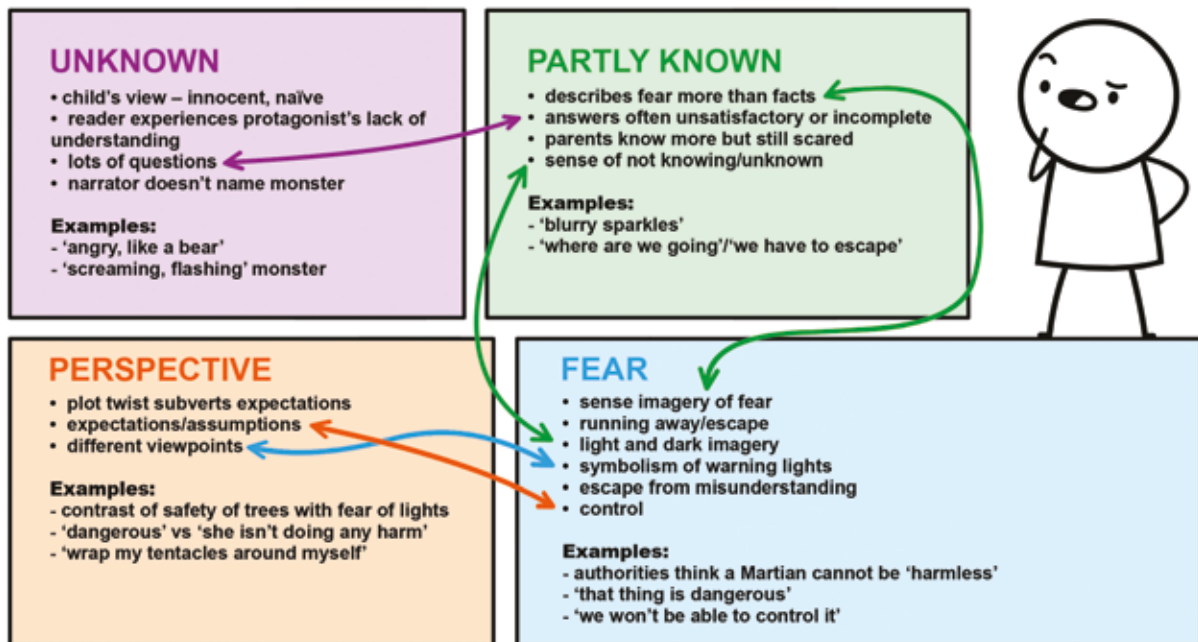 UNKNOWN
• child's view – innocent, naïve
• reader experiences protagonist's lack of
understanding
• lots of questions
• narrator doesn't name monster
Examples:
- 'angry, like a bear'
- 'screaming, flashing' monster
PARTLY KNOWN
• describes fear more than facts
• answers often unsatisfactory or incomplete
• parents know more but still scared
• sense of not knowing/unknown
Examples:
- 'blurry sparkles'
- 'where are we going'/'we have to escape'
PERSPECTIVE
• plot twist subverts expectations
• expectations/assumptions
• different viewpoints
Examples:
- contrast of safety of trees with fear of lights
- 'dangerous' vs 'she isn't doing any harm'
- 'wrap my tentacles around myself'
FEAR
• sense imagery of fear
• running away/escape
• light and dark imagery
• symbolism of warning lights
• escape from misunderstanding
• control
Examples:
- authorities think a Martian cannot be 'harmless'
- 'that thing is dangerous'
- 'we won't be able to control it'